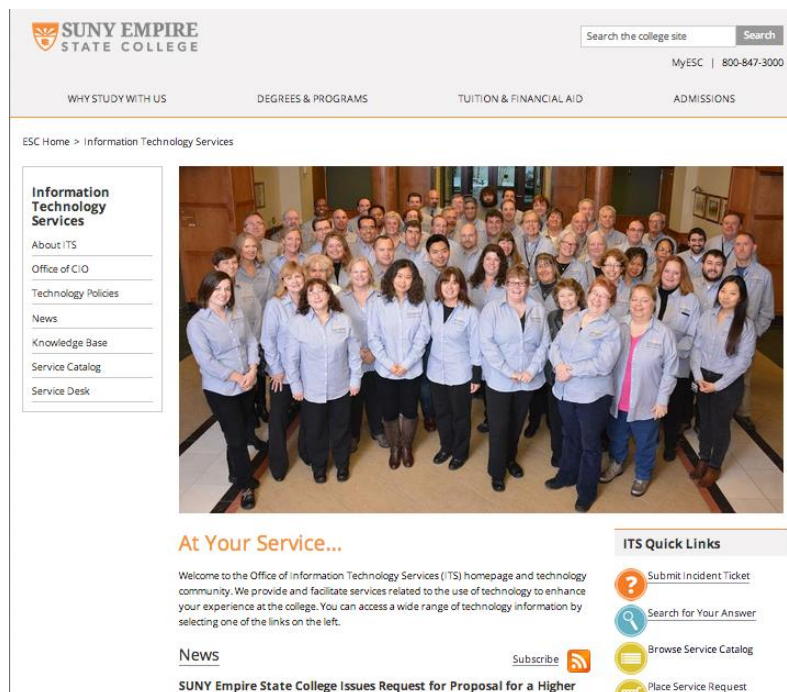 SUNY EMPIRE
STATE COLLEGE
Search the college site
Search
MyESC | 800-847-3000
WHY STUDY WITH US
DEGREES & PROGRAMS
TUITION & FINANCIAL AID
ADMISSIONS
ESC Home > Information Technology Services
Information
Technology
Services
About ITS
Office of CIO
Technology Policies
News
Knowledge Base
Service Catalog
Service Desk
At Your Service...
Welcome to the Office of Information Technology Services (ITS) homepage and technology
community. We provide and facilitate services related to the use of technology to enhance
your experience at the college. You can access a wide range of technology information by
selecting one of the links on the left.
News
Subscribe
SUNY Empire State College Issues Request for Proposal for a Higher
ITS Quick Links
?
Submit Incident Ticket
Search for Your Answer
Browse Service Catalog
Place Service Request